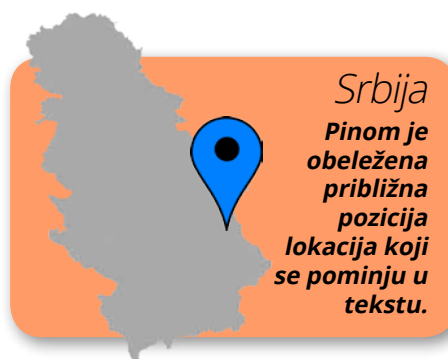 Srbija
Pinom je
obeležena
približna
pozicija
lokacija koji
se pominju u
tekstu.